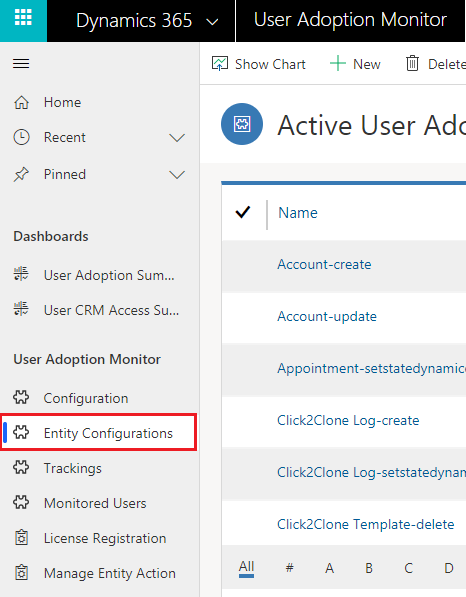 Dynamics 365
User Adoption Monitor
Show Chart
New
Delete
Home
Recent
Pinned
Dashboards
User Adoption Sum...
User CRM Access Su...
User Adoption Monitor
Configuration
Entity Configurations
Trackings
Monitored Users
License Registration
Manage Entity Action
Active User Ado
Name
Account-create
Account-update
Appointment-setstatedynamic
Click2Clone Log-create
Click2Clone Log-setstatedynam
Click2Clone Template-delete
All # A B C D